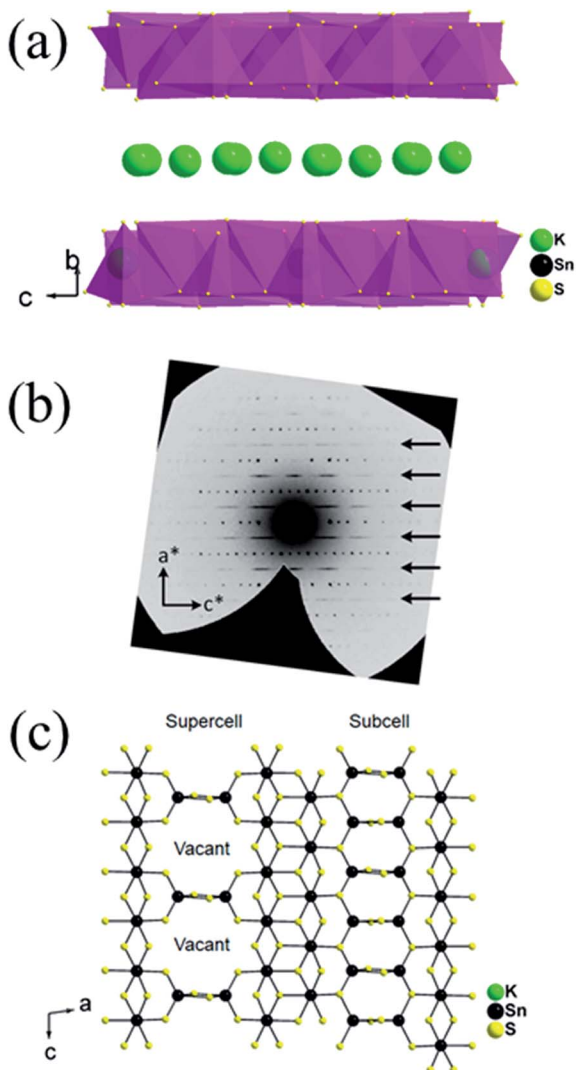 (a)
b
c
K
Sn
S
(b)
a*
c*
(c)
Supercell Subcell
Vacant
Vacant
a
c
K
Sn
S